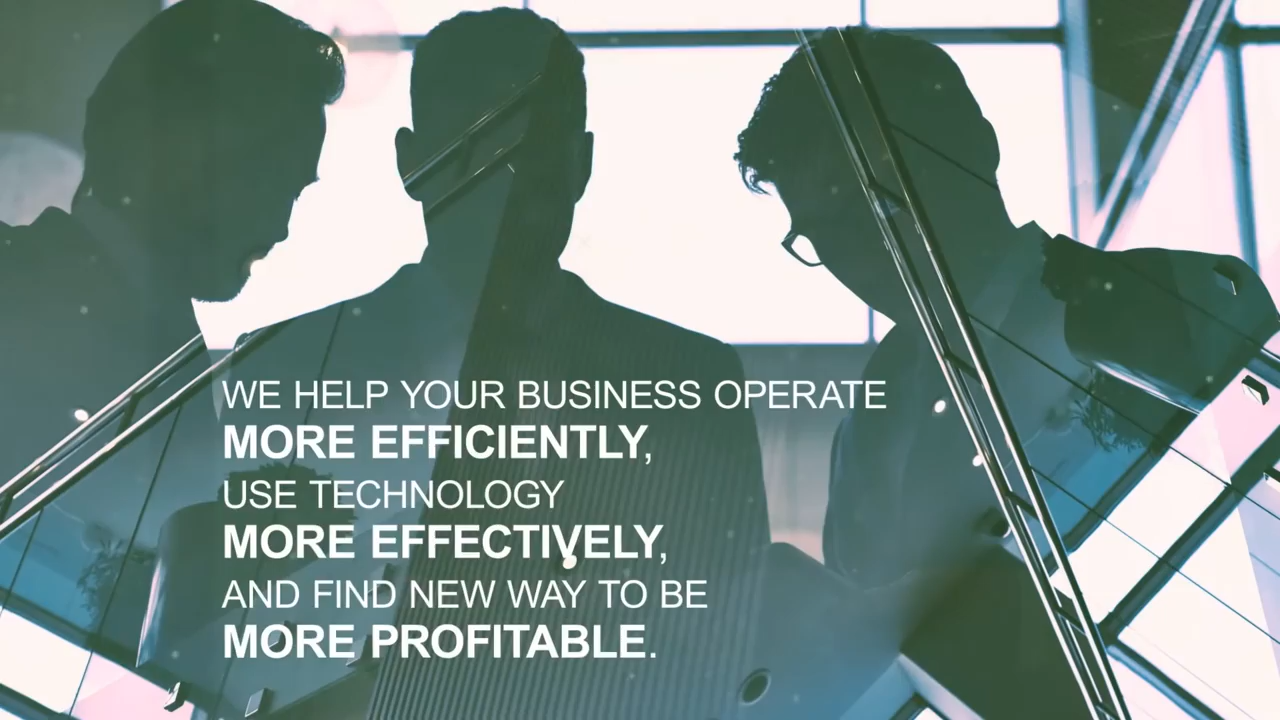 WE HELP YOUR BUSINESS OPERATE
MORE EFFICIENTLY,
USE TECHNOLOGY
MORE EFFECTIVELY,
AND FIND NEW WAY TO BE
MORE PROFITABLE.